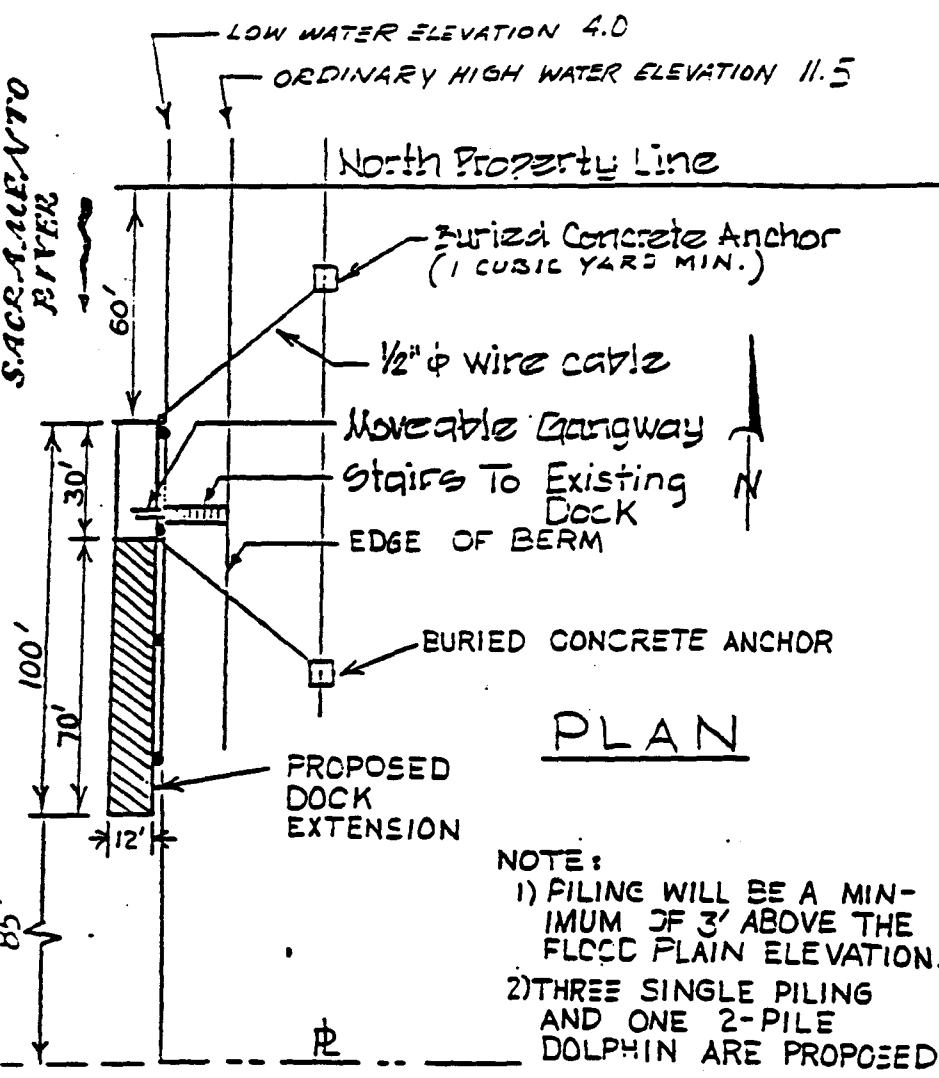 LOW WATER ELEVATION 4.0
ORDINARY HIGH WATER ELEVATION 11.5
SACRAMENTO
RIVER
North Property Line
60'
Buried Concrete Anchor
(1 CUBIC YARD MIN.)
1/2" ϕ wire cable
Moveable Gangway
30'
Stairs To Existing
Dock
N
EDGE OF BERM
100'
70'
BURIED CONCRETE ANCHOR
PLAN
PROPOSED
DOCK
EXTENSION
12'
85'
NOTE:
1) PILING WILL BE A MIN-
IMUM OF 3' ABOVE THE
FLOOD PLAIN ELEVATION.
2) THREE SINGLE PILING
AND ONE 2-PILE
DOLPHIN ARE PROPOSED
PL